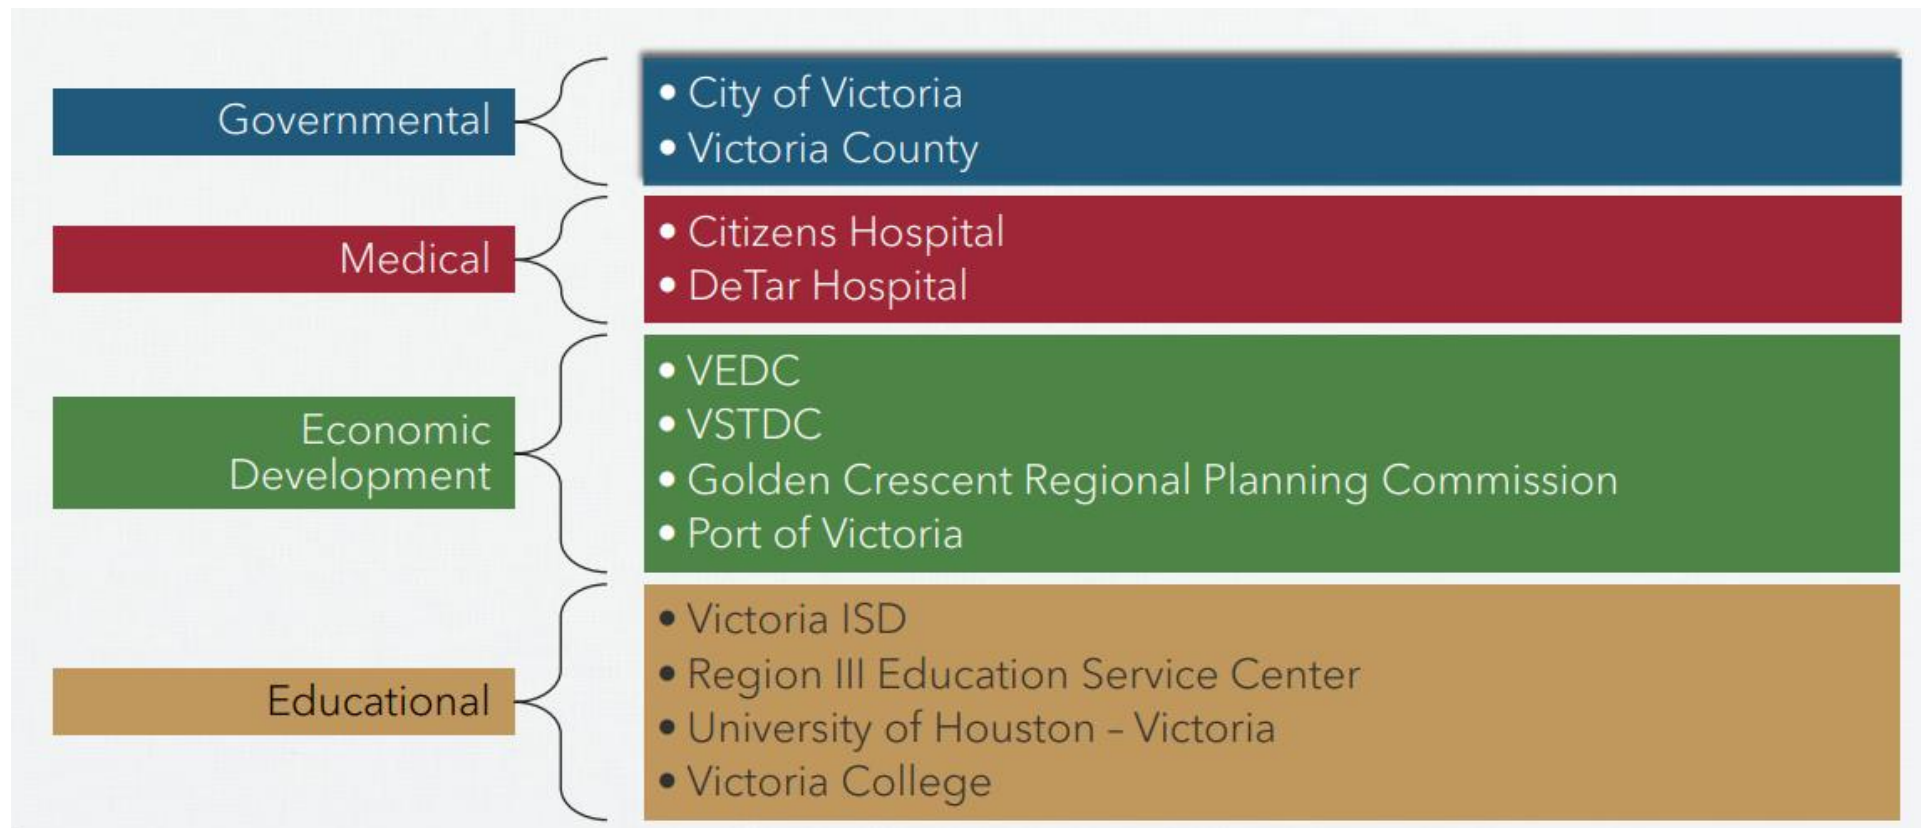 Governmental
• City of Victoria
• Victoria County
Medical
• Citizens Hospital
• DeTar Hospital
Economic
Development
• VEDC
• VSTDC
• Golden Crescent Regional Planning Commission
• Port of Victoria
Educational
• Victoria ISD
• Region III Education Service Center
• University of Houston – Victoria
• Victoria College